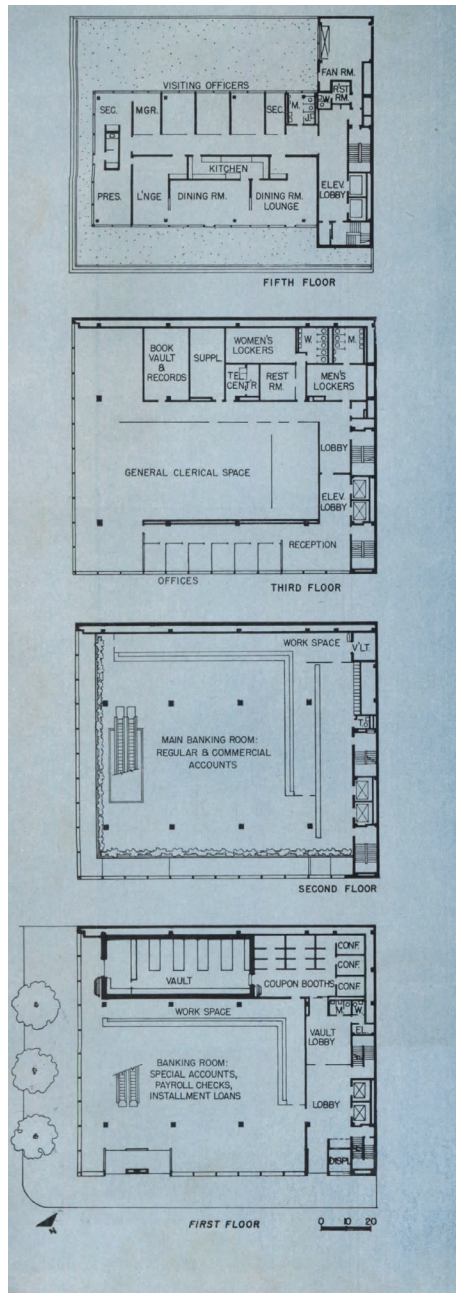 FAN RM.
VISITING OFFICERS
RST RM.
SEC.
MGR.
SEC.
M.
W.
KITCHEN
PRES.
L'NGE
DINING RM.
DINING RM. LOUNGE
ELEV. LOBBY
FIFTH FLOOR
BOOK VAULT & RECORDS
SUPPL.
WOMEN'S LOCKERS
W.
M.
TEL. CENTR
REST RM.
MEN'S LOCKERS
LOBBY
GENERAL CLERICAL SPACE
ELEV. LOBBY
RECEPTION
OFFICES
THIRD FLOOR
WORK SPACE
V'LT.
MAIN BANKING ROOM:
REGULAR & COMMERCIAL
ACCOUNTS
SECOND FLOOR
CONF.
CONF.
CONF.
VAULT
COUPON BOOTHS
WORK SPACE
M.
W.
VAULT LOBBY
EL.
BANKING ROOM:
SPECIAL ACCOUNTS,
PAYROLL CHECKS,
INSTALLMENT LOANS
LOBBY
DISPL.
N
FIRST FLOOR
0 10 20